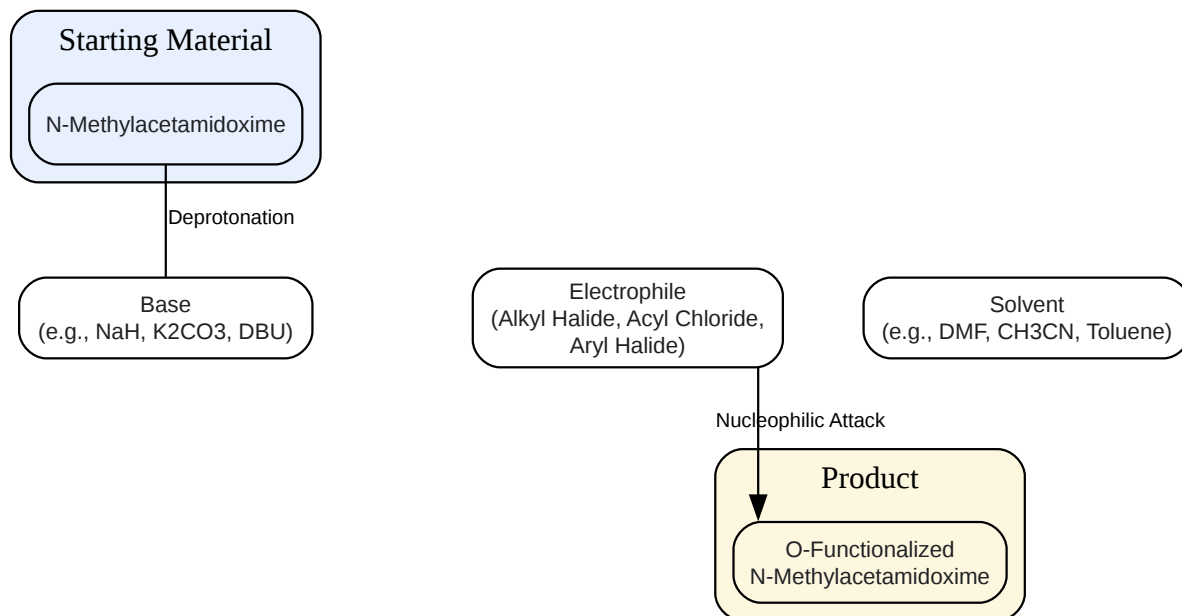 Starting Material
N-Methylacetamidoxime
Deprotonation
Base
(e.g., NaH, K2CO3, DBU)
Electrophile
(Alkyl Halide, Acyl Chloride,
Aryl Halide)
Solvent
(e.g., DMF, CH3CN, Toluene)
Nucleophilic Attack
Product
O-Functionalized
N-Methylacetamidoxime